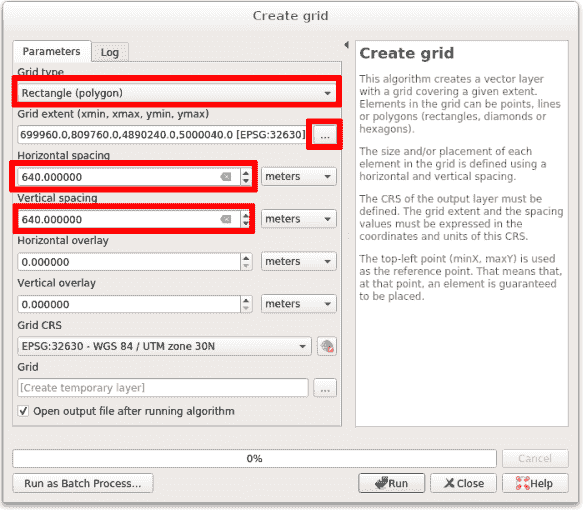 Create grid
Parameters
Log
Grid type
Rectangle (polygon)
Grid extent (xmin, xmax, ymin, ymax)
699960.0,809760.0,4890240.0,5000040.0 [EPSG:32630]
...
Horizontal spacing
640.000000
meters
Vertical spacing
640.000000
meters
Horizontal overlay
0.000000
meters
Vertical overlay
0.000000
meters
Grid CRS
EPSG:32630 - WGS 84 / UTM zone 30N
Grid
[Create temporary layer]
...
Open output file after running algorithm
Create grid
This algorithm creates a vector layer
with a grid covering a given extent.
Elements in the grid can be points, lines
or polygons (rectangles, diamonds or
hexagons).
The size and/or placement of each
element in the grid is defined using a
horizontal and vertical spacing.
The CRS of the output layer must be
defined. The grid extent and the spacing
values must be expressed in the
coordinates and units of this CRS.
The top-left point (minX, maxY) is used
as the reference point. That means that,
at that point, an element is guaranteed
to be placed.
0%
Cancel
Run as Batch Process...
Run
Close
Help